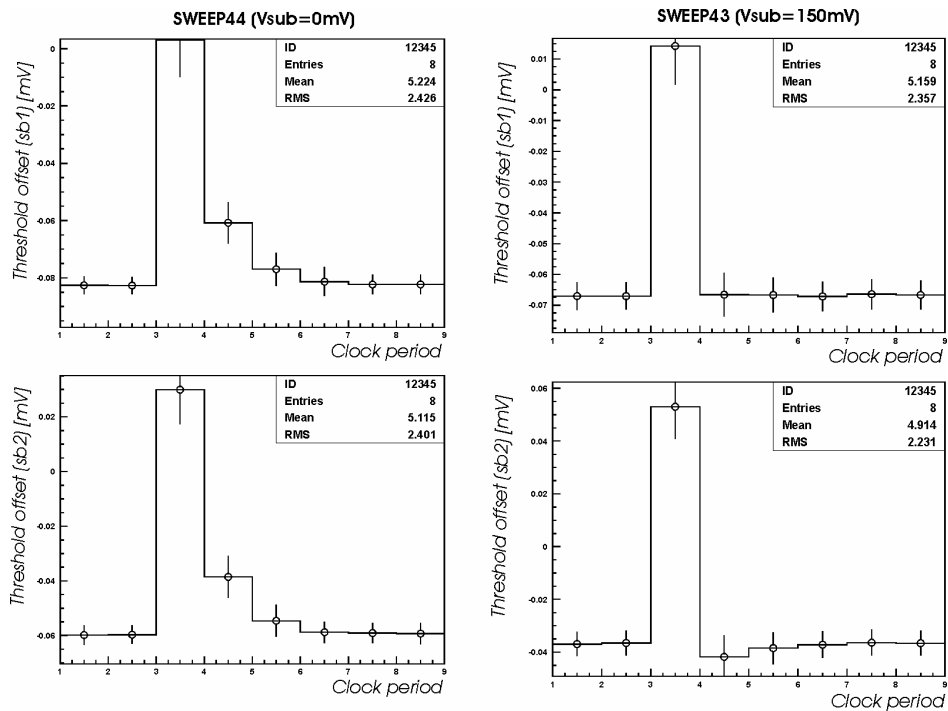 SWEEP44 (Vsub=0mV)
SWEEP43 (Vsub=150mV)
Threshold offset (sb1) [mV]
0
-0.02
-0.04
-0.06
-0.08
ID 12345
Entries 8
Mean 5.224
RMS 2.426
1 2 3 4 5 6 7 8 9
Clock period
Threshold offset (sb1) [mV]
0.01
0
-0.01
-0.02
-0.03
-0.04
-0.05
-0.06
-0.07
ID 12345
Entries 8
Mean 5.159
RMS 2.357
1 2 3 4 5 6 7 8 9
Clock period
Threshold offset (sb2) [mV]
0.02
0
-0.02
-0.04
-0.06
ID 12345
Entries 8
Mean 5.115
RMS 2.401
1 2 3 4 5 6 7 8 9
Clock period
Threshold offset (sb2) [mV]
0.06
0.04
0.02
0
-0.02
-0.04
ID 12345
Entries 8
Mean 4.914
RMS 2.231
1 2 3 4 5 6 7 8 9
Clock period